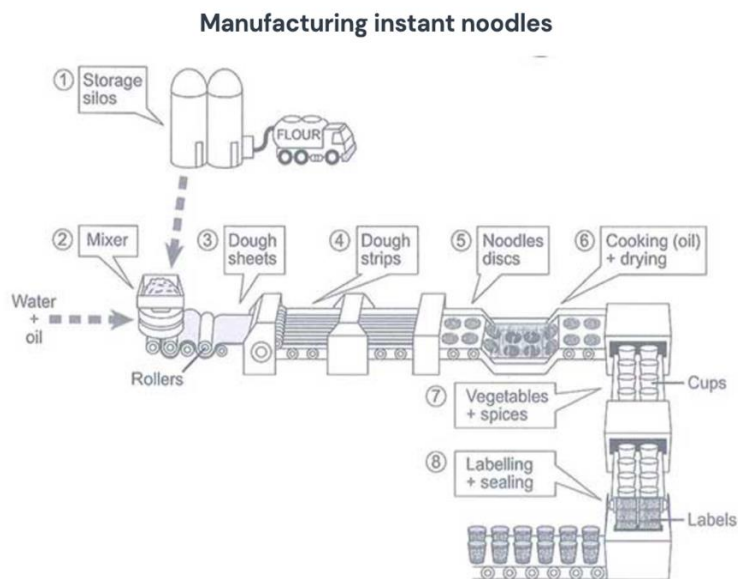 Manufacturing instant noodles
① Storage
silos
FLOUR
② Mixer
③ Dough
sheets
④ Dough
strips
⑤ Noodles
discs
⑥ Cooking (oil)
+ drying
Water
+
oil
Rollers
⑦ Vegetables
+ spices
Cups
⑧ Labelling
+ sealing
Labels